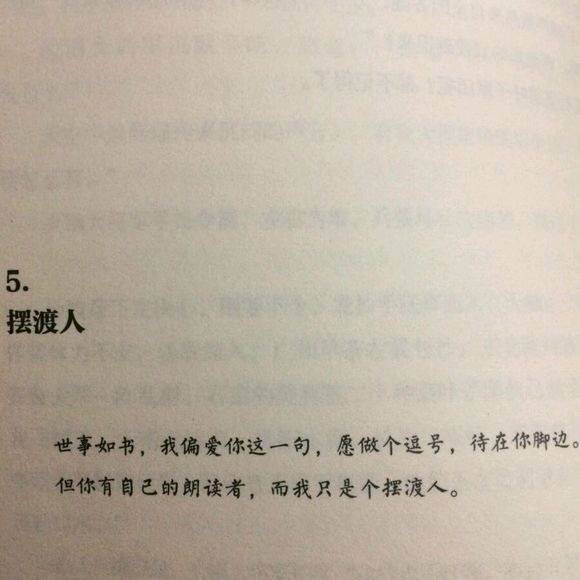 5.
摆渡人
世事如书，我偏爱你这一句，愿做个逗号，待在你脚边。
但你有自己的朗读者，而我只是个摆渡人。